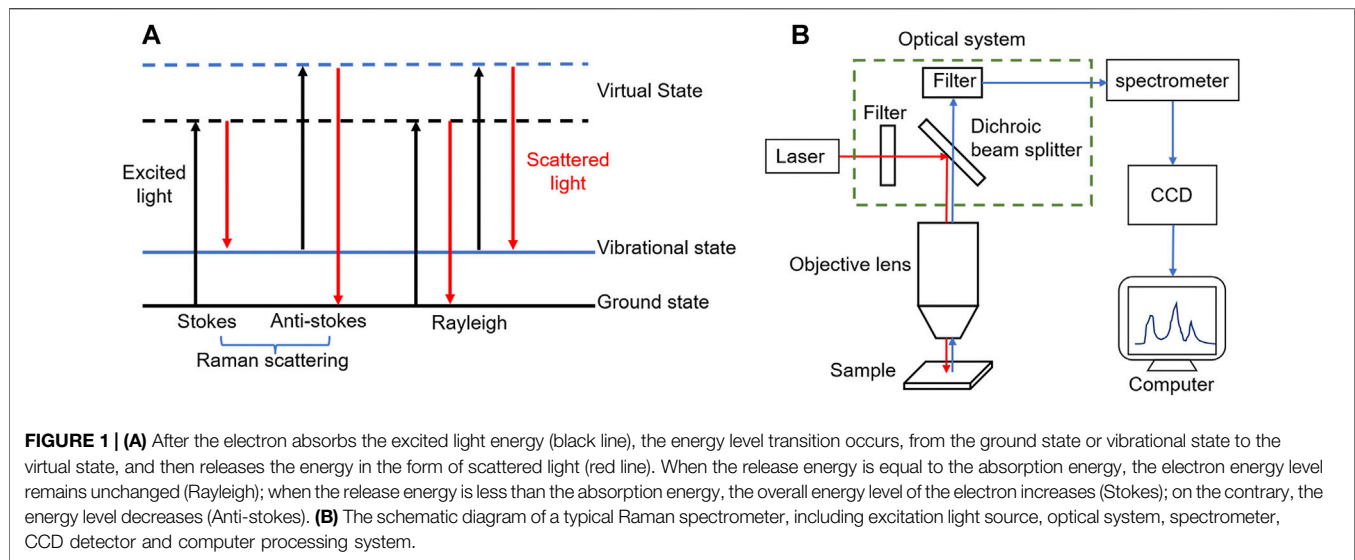 A
Virtual State
Excited
light
Scattered
light
Vibrational state
Ground state
Stokes
Anti-stokes
Rayleigh
Raman scattering
B
Optical system
Filter
spectrometer
Filter
Dichroic
beam splitter
Laser
CCD
Objective lens
Sample
Computer
FIGURE 1 | (A) After the electron absorbs the excited light energy (black line), the energy level transition occurs, from the ground state or vibrational state to the
virtual state, and then releases the energy in the form of scattered light (red line). When the release energy is equal to the absorption energy, the electron energy level
remains unchanged (Rayleigh); when the release energy is less than the absorption energy, the overall energy level of the electron increases (Stokes); on the contrary, the
energy level decreases (Anti-stokes). (B) The schematic diagram of a typical Raman spectrometer, including excitation light source, optical system, spectrometer,
CCD detector and computer processing system.